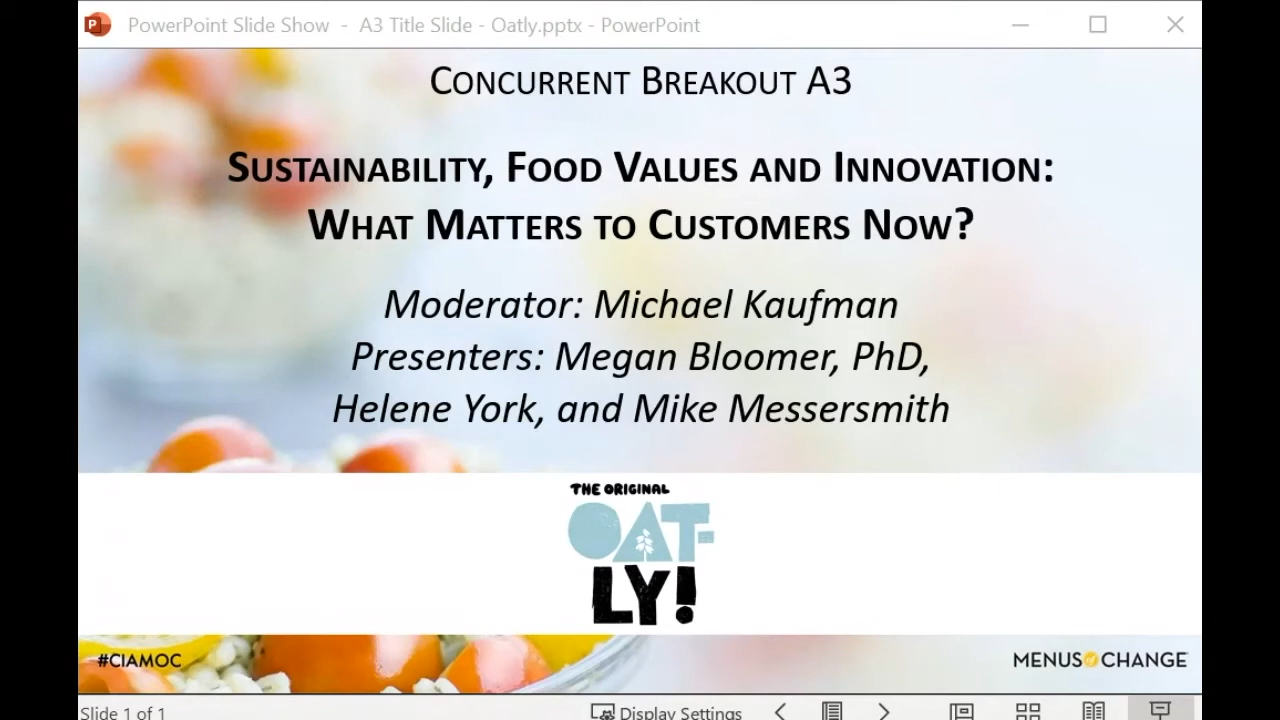 PowerPoint Slide Show - A3 Title Slide - Oatly.pptx - PowerPoint
CONCURRENT BREAKOUT A3
SUSTAINABILITY, FOOD VALUES AND INNOVATION:
WHAT MATTERS TO CUSTOMERS NOW?
Moderator: Michael Kaufman
Presenters: Megan Bloomer, PhD,
Helene York, and Mike Messersmith
THE ORIGINAL
OAT-
LY!
#CIAMOC
MENUS OF CHANGE
Slide 1 of 1
Display Settings